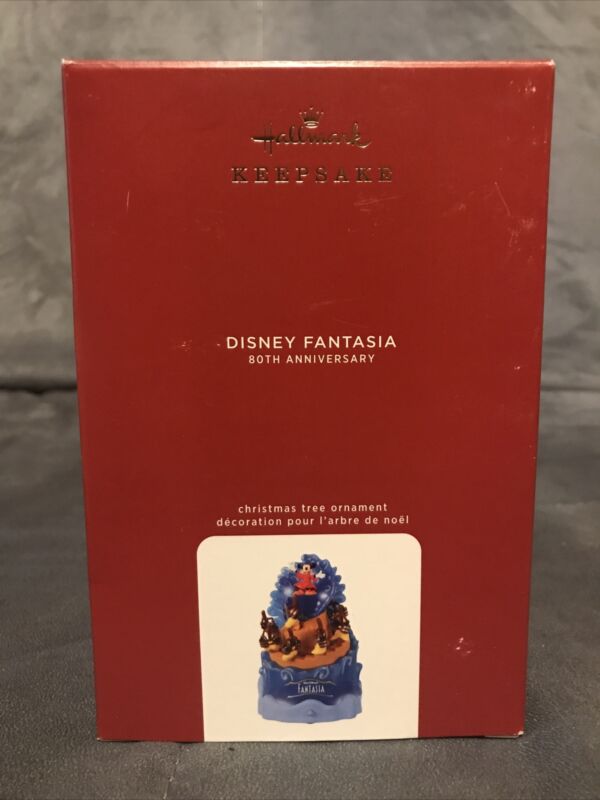 Hallmark
KEEPSAKE
DISNEY FANTASIA
80TH ANNIVERSARY
christmas tree ornament
décoration pour l'arbre de noël
FANTASIA